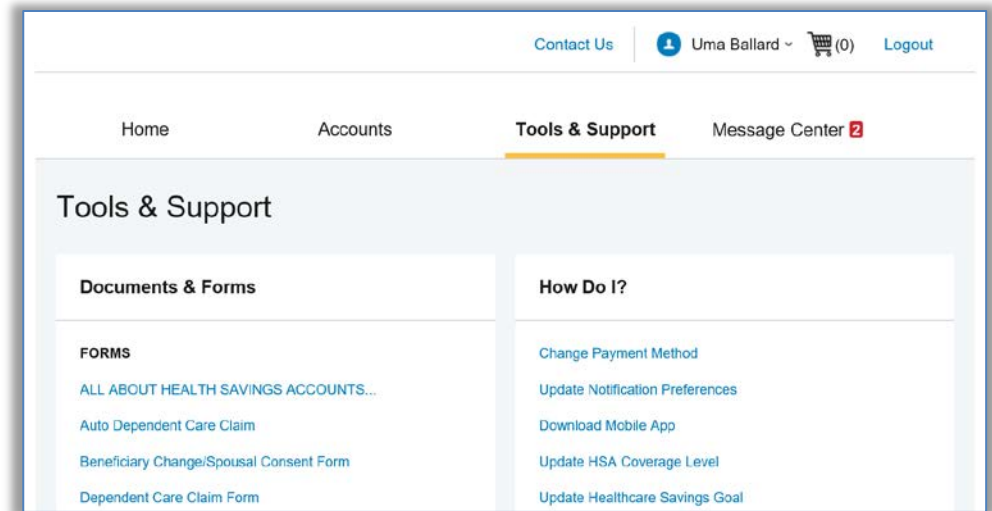 Contact Us Uma Ballard (0) Logout
Home Accounts Tools & Support Message Center 2
Tools & Support
Documents & Forms
FORMS
ALL ABOUT HEALTH SAVINGS ACCOUNTS...
Auto Dependent Care Claim
Beneficiary Change/Spousal Consent Form
Dependent Care Claim Form
How Do I?
Change Payment Method
Update Notification Preferences
Download Mobile App
Update HSA Coverage Level
Update Healthcare Savings Goal